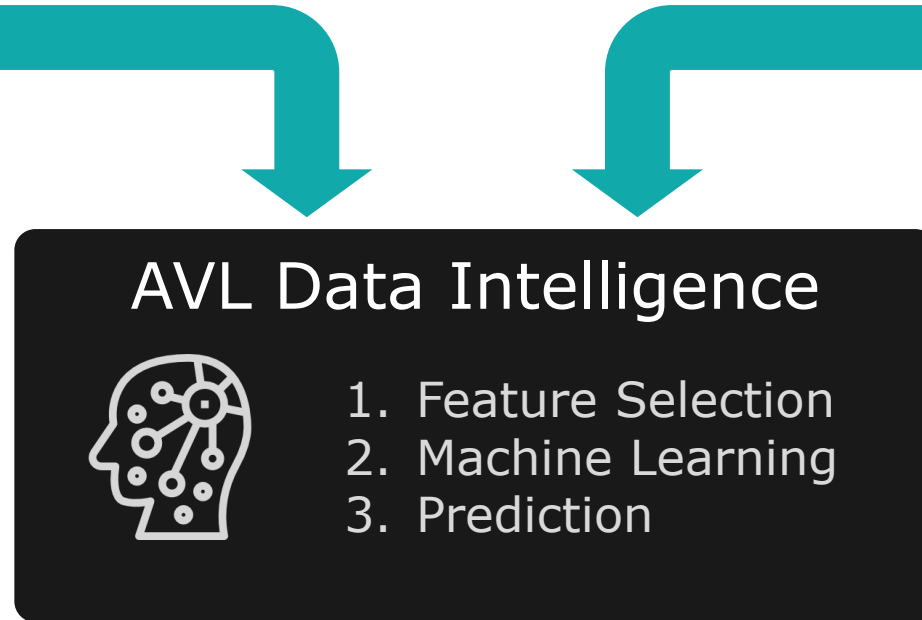 AVL Data Intelligence
1. Feature Selection
2. Machine Learning
3. Prediction